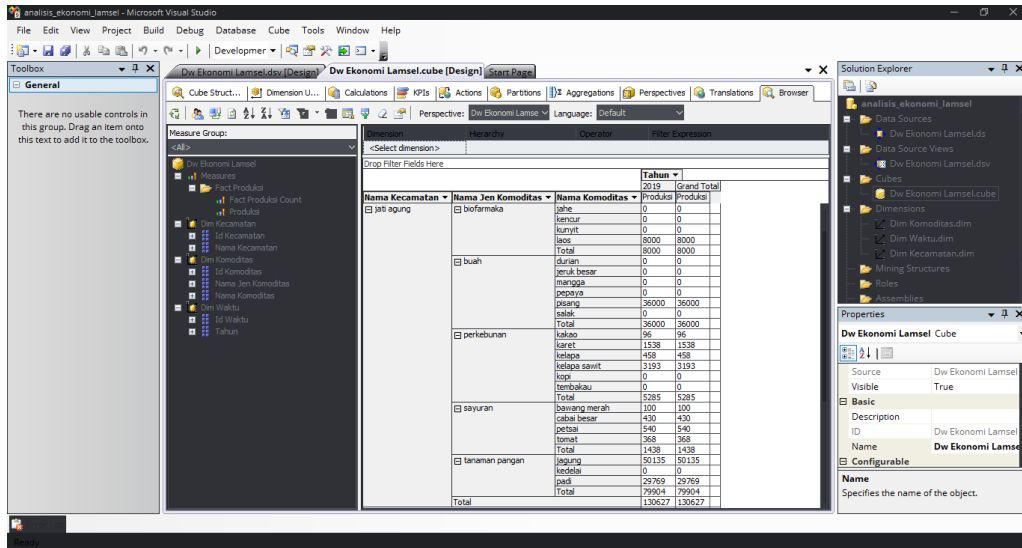 analisis_ekonomi_lamsel - Microsoft Visual Studio
File Edit View Project Build Debug Database Cube Tools Window Help
Developmer
Toolbox
General
There are no usable controls in
this group. Drag an item onto
this text to add it to the toolbox.
Dw Ekonomi Lamsel.dsv [Design] Dw Ekonomi Lamsel.cube [Design] Start Page
Cube Struct... Dimension U... Calculations KPIs Actions Partitions Aggregations Perspectives Translations Browser
Perspective: Dw Ekonomi Lamse Language: Default
Measure Group:
<All>
Dw Ekonomi Lamsel
Measures
Fact Produksi
Fact Produksi Count
Produksi
Dim Kecamatan
Id Kecamatan
Nama Kecamatan
Dim Komoditas
Id Komoditas
Nama Jen Komoditas
Nama Komoditas
Dim Waktu
Id Waktu
Tahun
Dimension Hierarchy Operator Filter Expression
<Select dimension>
Drop Filter Fields Here
Tahun
2019 Grand Total
Nama Kecamatan Nama Jen Komoditas Nama Komoditas Produksi Produksi
jati agung biofarmaka jahe 0 0
kencur 0 0
kunyit 0 0
laos 8000 8000
Total 8000 8000
buah durian 0 0
jeruk besar 0 0
mangga 0 0
pepaya 0 0
pisang 36000 36000
salak 0 0
Total 36000 36000
perkebunan kakao 96 96
karet 1538 1538
kelapa 458 458
kelapa sawit 3193 3193
kopi 0 0
tembakau 0 0
Total 5285 5285
sayuran bawang merah 100 100
cabai besar 430 430
petsai 540 540
tomat 368 368
Total 1438 1438
tanaman pangan jagung 50135 50135
kedelai 0 0
padi 29769 29769
Total 79904 79904
Total 130627 130627
Solution Explorer
analisis_ekonomi_lamsel
Data Sources
Dw Ekonomi Lamsel.ds
Data Source Views
Dw Ekonomi Lamsel.dsv
Cubes
Dw Ekonomi Lamsel.cube
Dimensions
Dim Komoditas.dim
Dim Waktu.dim
Dim Kecamatan.dim
Mining Structures
Roles
Assemblies
Properties
Dw Ekonomi Lamsel Cube
Source Dw Ekonomi Lamsel
Visible True
Basic
Description
ID Dw Ekonomi Lamsel
Name Dw Ekonomi Lamse
Configurable
Name
Specifies the name of the object.
Error List
Ready